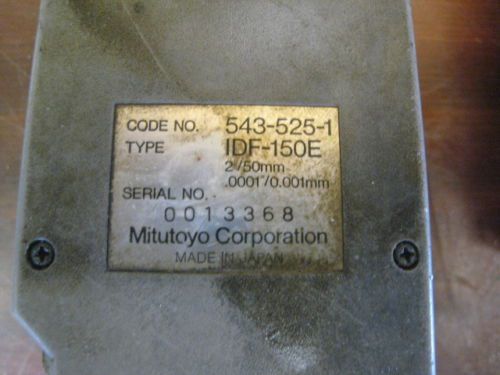 CODE NO. 543-525-1
TYPE IDF-150E
2"/50mm
.0001"/0.001mm
SERIAL NO.
0013368
Mitutoyo Corporation
MADE IN JAPAN